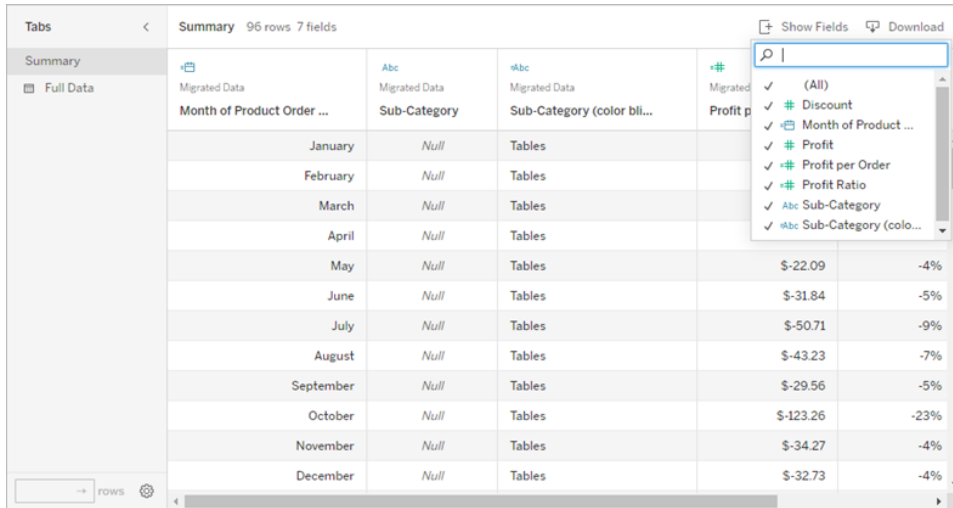 Tabs
Summary 96 rows 7 fields
Show Fields Download
Summary
Full Data
Abc
Abc
Migrated Data Migrated Data Migrated Data Migrated
Month of Product Order ... Sub-Category Sub-Category (color bli... Profit p
(All)
Discount
Month of Product ...
Profit
Profit per Order
Profit Ratio
Abc Sub-Category
Abc Sub-Category (colo...
January Null Tables
February Null Tables
March Null Tables
April Null Tables
May Null Tables $-22.09 -4%
June Null Tables $-31.84 -5%
July Null Tables $-50.71 -9%
August Null Tables $-43.23 -7%
September Null Tables $-29.56 -5%
October Null Tables $-123.26 -23%
November Null Tables $-34.27 -4%
December Null Tables $-32.73 -4%
→ rows